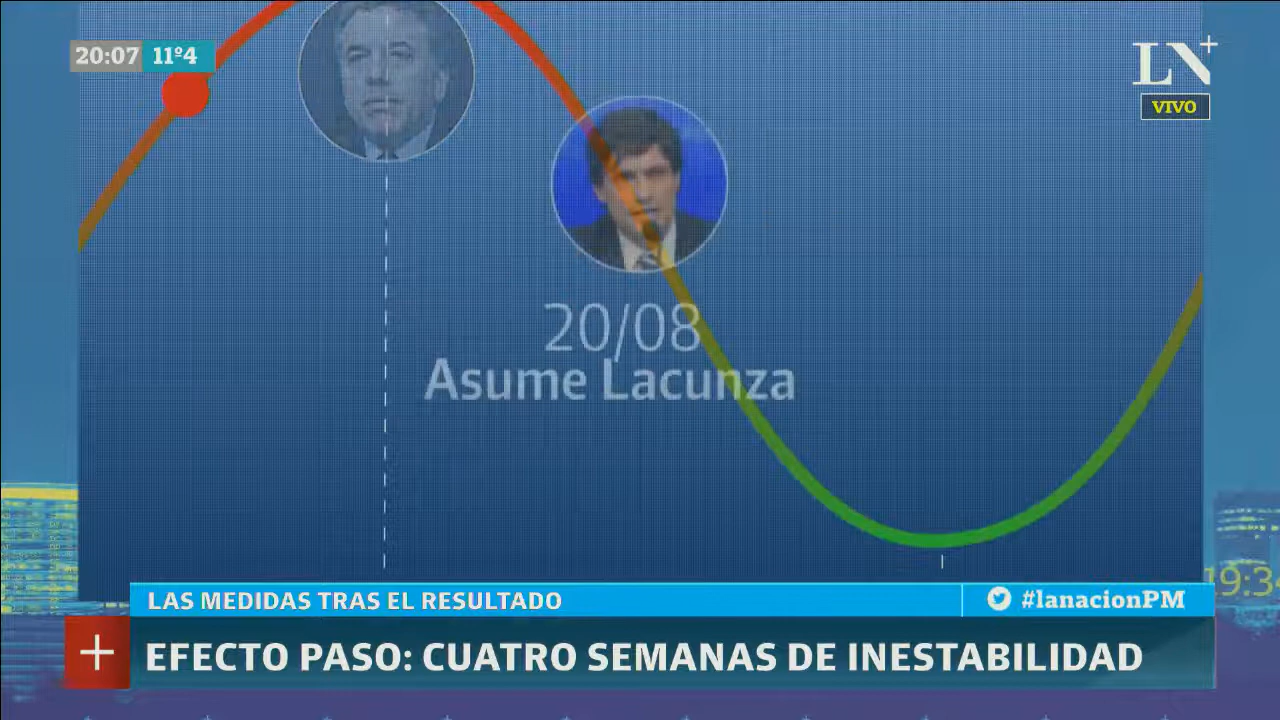 20:07 11º4
LN+
VIVO
20/08
Asume Lacunza
LAS MEDIDAS TRAS EL RESULTADO
#lanacionPM
19:3
+
EFECTO PASO: CUATRO SEMANAS DE INESTABILIDAD